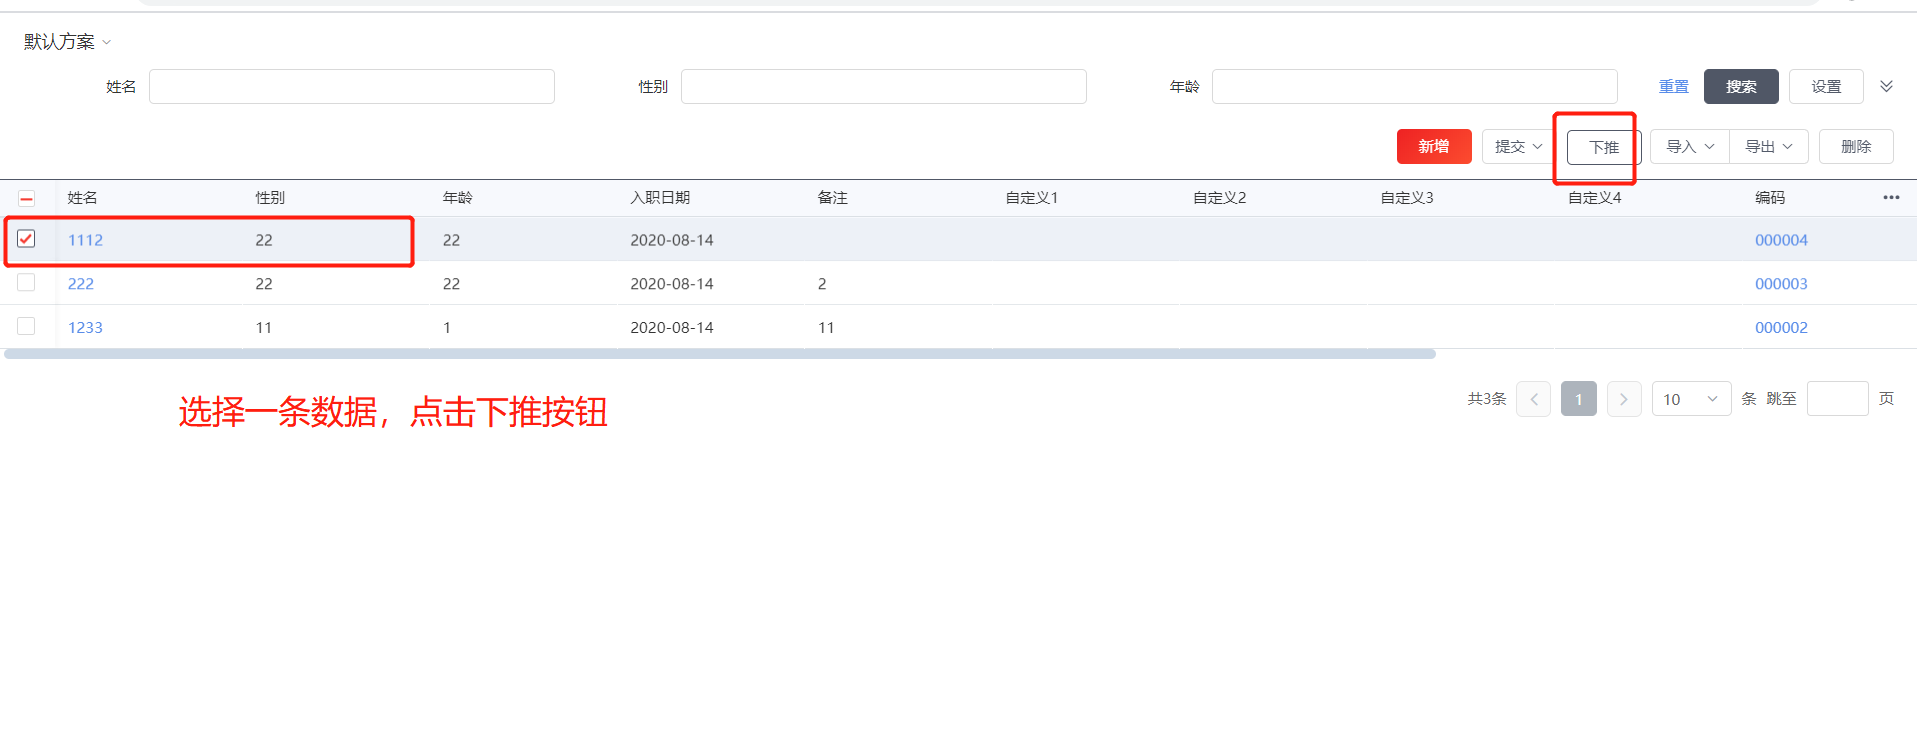 默认方案
姓名 性别 年龄 重置 搜索 设置
新增 提交 下推 导入 导出 删除
姓名 性别 年龄 入职日期 备注 自定义1 自定义2 自定义3 自定义4 编码 •••
1112 22 22 2020-08-14 000004
222 22 22 2020-08-14 2 000003
1233 11 1 2020-08-14 11 000002
共3条 1 10 条 跳至 页
选择一条数据，点击下推按钮